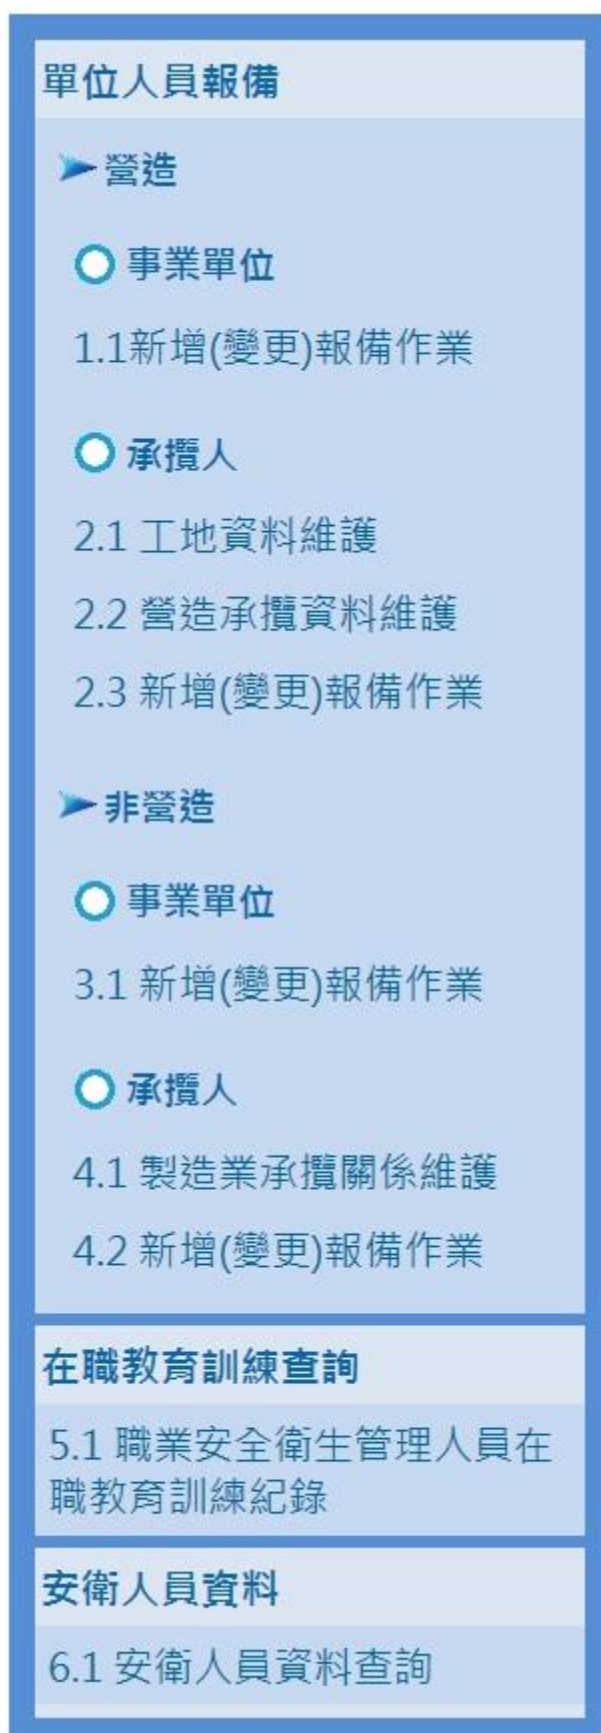 單位人員報備
營造
事業單位
1.1新增(變更)報備作業
承攬人
2.1 工地資料維護
2.2 營造承攬資料維護
2.3 新增(變更)報備作業
非營造
事業單位
3.1 新增(變更)報備作業
承攬人
4.1 製造業承攬關係維護
4.2 新增(變更)報備作業
在職教育訓練查詢
5.1 職業安全衛生管理人員在
職教育訓練紀錄
安衛人員資料
6.1 安衛人員資料查詢